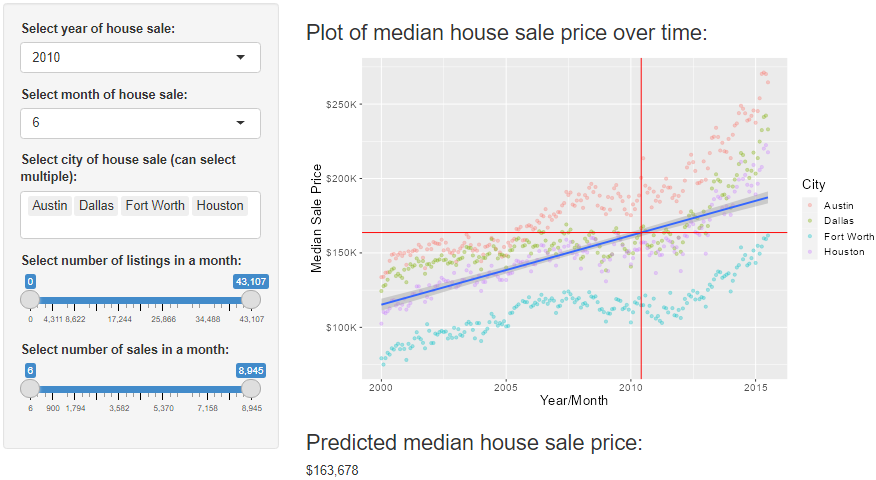 Select year of house sale:
2010
Select month of house sale:
6
Select city of house sale (can select
multiple):
Austin Dallas Fort Worth Houston
Select number of listings in a month:
0 43,107
0 4,311 8,622 17,244 25,866 34,488 43,107
Select number of sales in a month:
6 8,945
6 900 1,794 3,582 5,370 7,158 8,945
Plot of median house sale price over time:
Median Sale Price
$250K
$200K
$150K
$100K
2000 2005 2010 2015
Year/Month
City
Austin
Dallas
Fort Worth
Houston
Predicted median house sale price:
$163,678